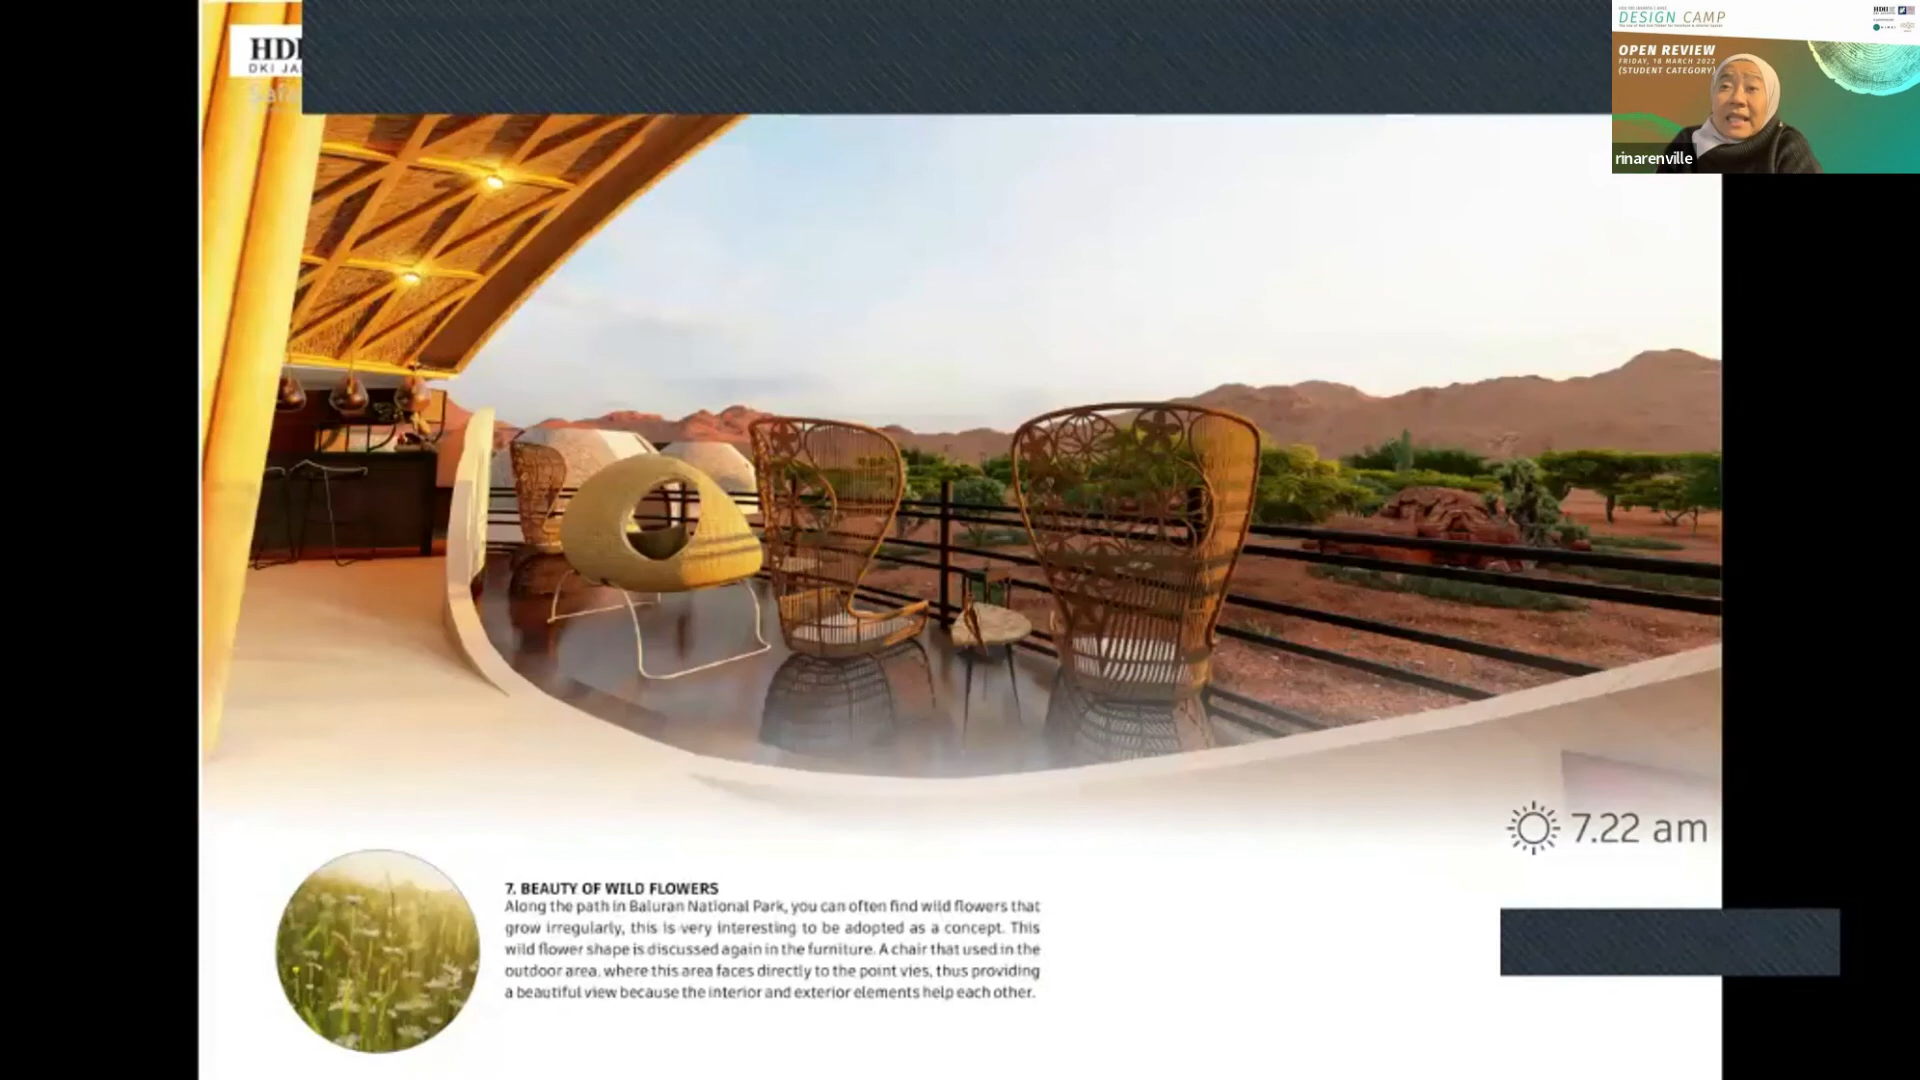 HDI
DKI JA
Safa
DESIGN CAMP
OPEN REVIEW
FRIDAY, 18 MARCH 2022
(STUDENT CATEGORY)
rinarenville
7.22 am
7. BEAUTY OF WILD FLOWERS
Along the path in Baluran National Park, you can often find wild flowers that
grow irregularly, this is very interesting to be adopted as a concept. This
wild flower shape is discussed again in the furniture. A chair that used in the
outdoor area. where this area faces directly to the point vies, thus providing
a beautiful view because the interior and exterior elements help each other.